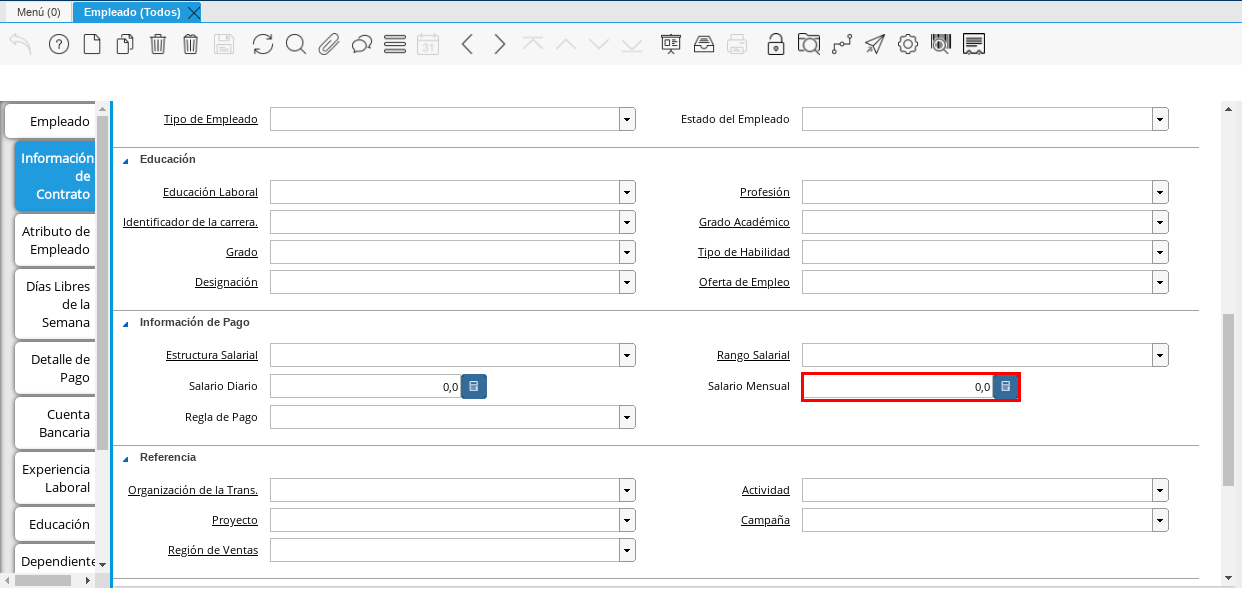 Menú (0)
Empleado (Todos)
31
Empleado
Información
de
Contrato
Atributo de
Empleado
Días Libres
de la
Semana
Detalle de
Pago
Cuenta
Bancaria
Experiencia
Laboral
Educación
Dependiente
Tipo de Empleado
Estado del Empleado
Educación
Educación Laboral
Profesión
Identificador de la carrera.
Grado Académico
Grado
Tipo de Habilidad
Designación
Oferta de Empleo
Información de Pago
Estructura Salarial
Rango Salarial
Salario Diario 0,0
Salario Mensual 0,0
Regla de Pago
Referencia
Organización de la Trans.
Actividad
Proyecto
Campaña
Región de Ventas